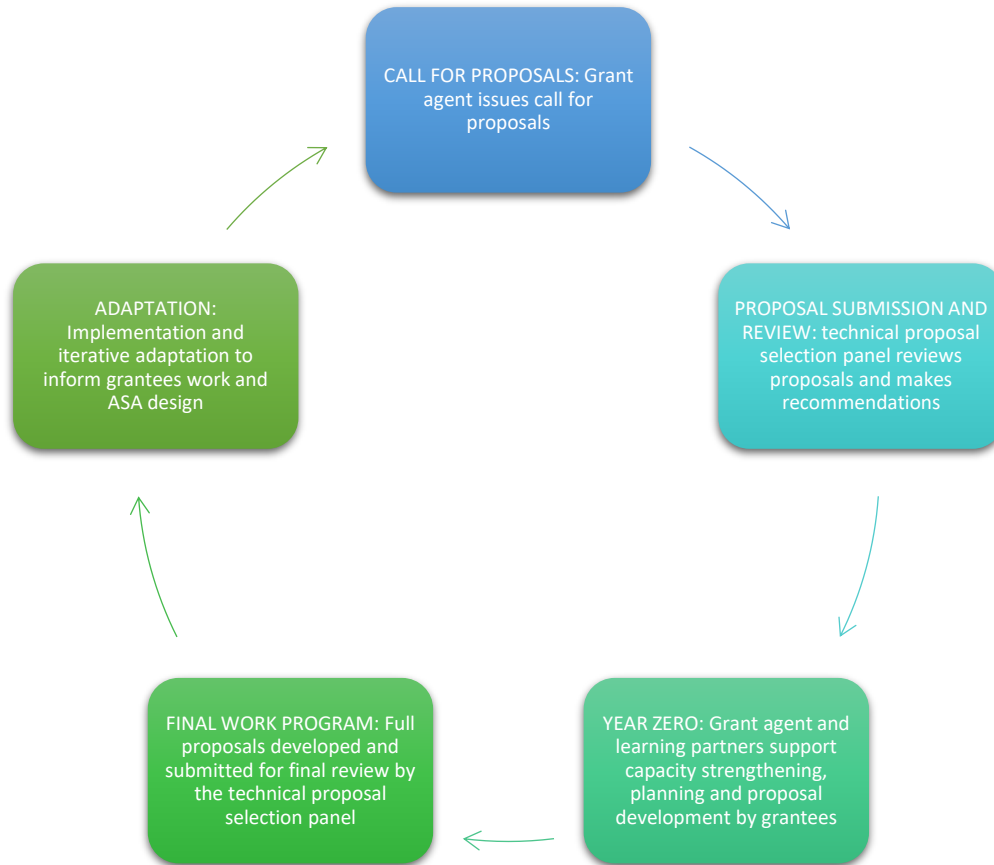 CALL FOR PROPOSALS: Grant
agent issues call for
proposals
PROPOSAL SUBMISSION AND
REVIEW: technical proposal
selection panel reviews
proposals and makes
recommendations
YEAR ZERO: Grant agent and
learning partners support
capacity strengthening,
planning and proposal
development by grantees
FINAL WORK PROGRAM: Full
proposals developed and
submitted for final review by
the technical proposal
selection panel
ADAPTATION:
Implementation and
iterative adaptation to
inform grantees work and
ASA design